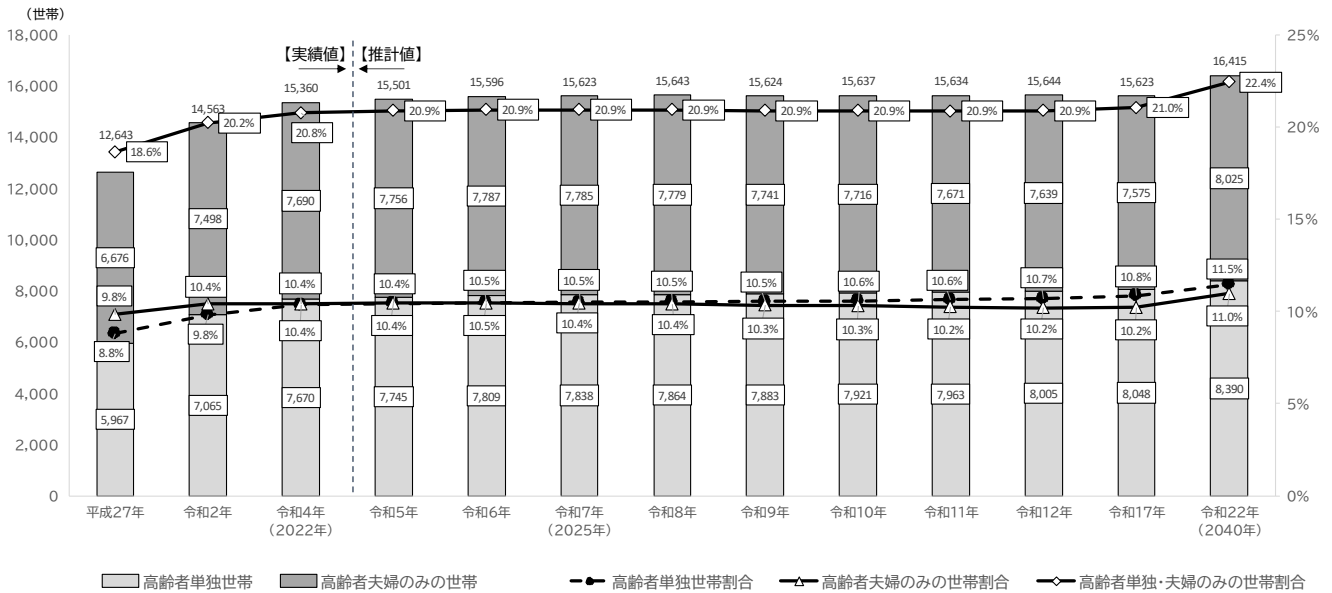 （世帯）
18,000
16,000
14,000
12,000
10,000
8,000
6,000
4,000
2,000
0
25%
20%
15%
10%
5%
0%
【実績値】【推計値】
12,643 14,563 15,360 15,501 15,596 15,623 15,643 15,624 15,637 15,634 15,644 15,623 16,415
18.6% 20.2% 20.8% 20.9% 20.9% 20.9% 20.9% 20.9% 20.9% 20.9% 20.9% 21.0% 22.4%
6,676 7,498 7,690 7,756 7,787 7,785 7,779 7,741 7,716 7,671 7,639 7,575 8,025
9.8% 10.4% 10.4% 10.4% 10.5% 10.5% 10.5% 10.5% 10.6% 10.6% 10.7% 10.8% 11.5%
8.8% 9.8% 10.4% 10.4% 10.5% 10.4% 10.4% 10.3% 10.3% 10.2% 10.2% 10.2% 11.0%
5,967 7,065 7,670 7,745 7,809 7,838 7,864 7,883 7,921 7,963 8,005 8,048 8,390
平成27年 令和2年 令和4年 令和5年 令和6年 令和7年 令和8年 令和9年 令和10年 令和11年 令和12年 令和17年 令和22年
（2022年） （2025年） （2040年）
高齢者単独世帯 高齢者夫婦のみの世帯 高齢者単独世帯割合 高齢者夫婦のみの世帯割合 高齢者単独・夫婦のみの世帯割合